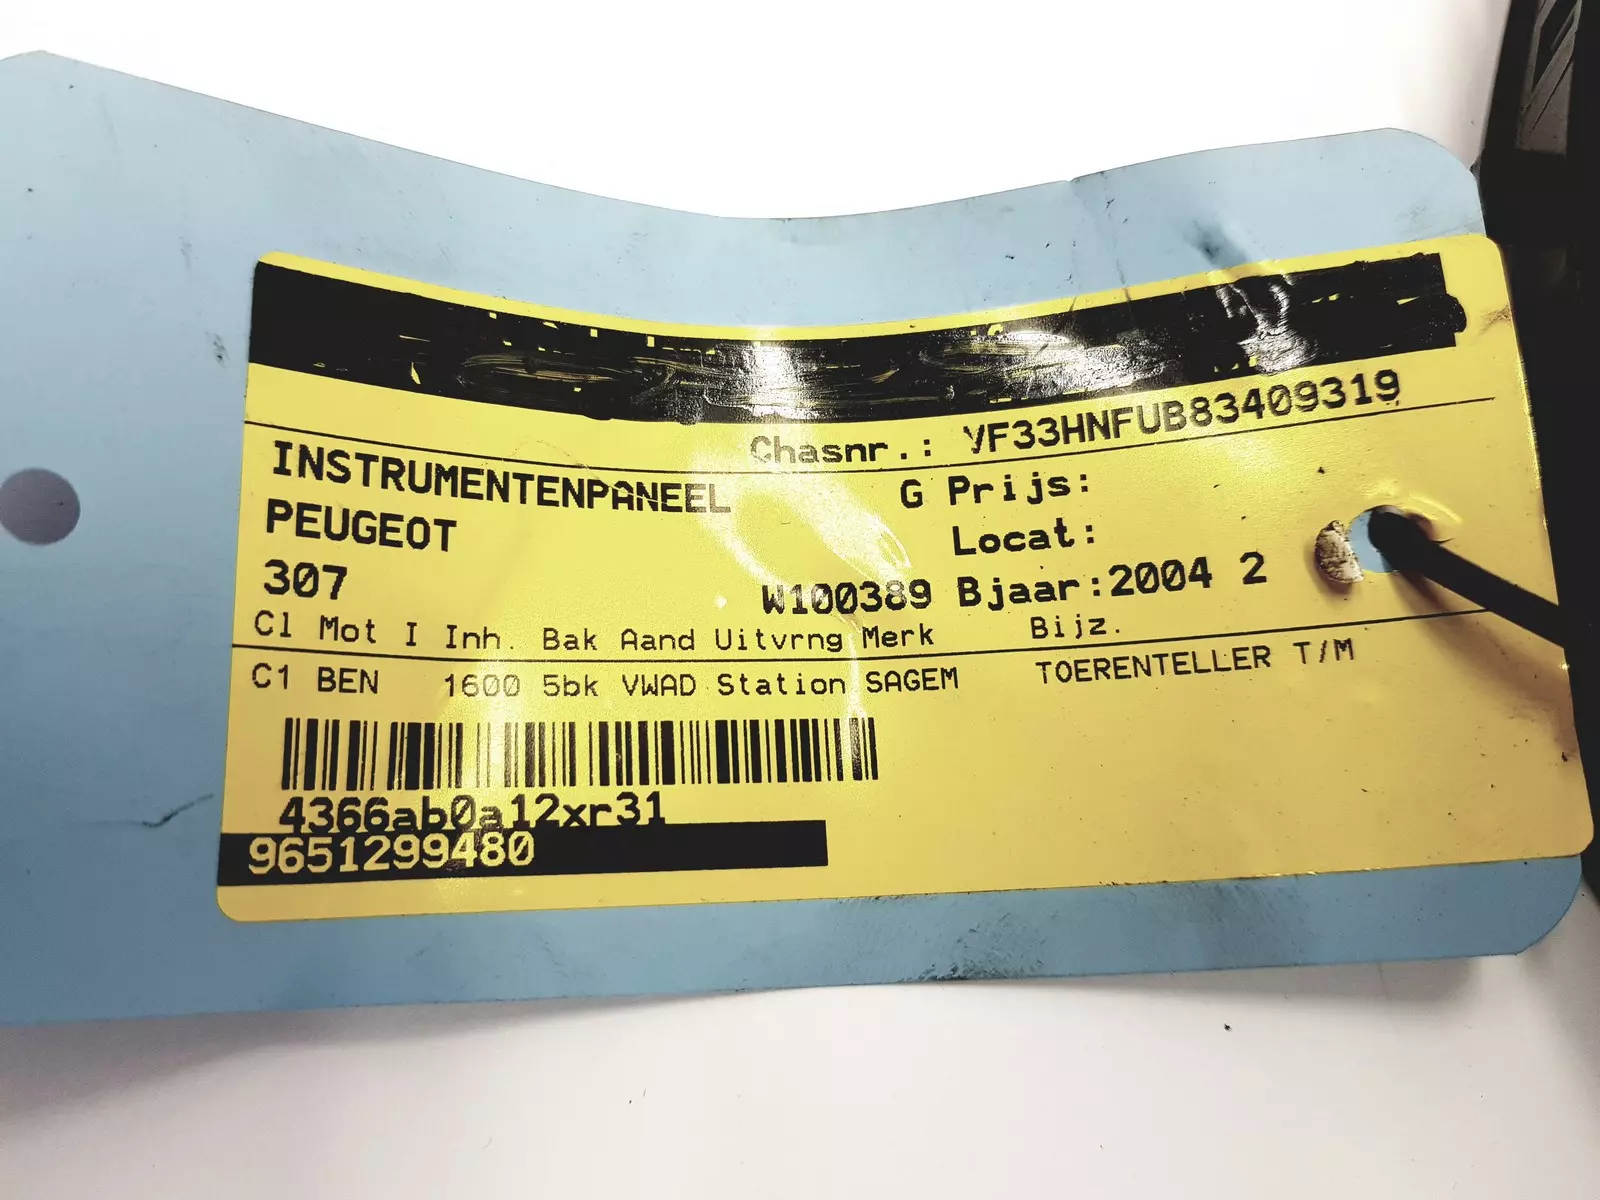 Chasnr.: VF33HNFUB83409319
INSTRUMENTENPANEEL G Prijs:
PEUGEOT Locat:
307 W100389 Bjaar:2004 2
Cl Mot I Inh. Bak Aand Uitvrng Merk Bijz.
C1 BEN 1600 5bk VWAD Station SAGEM TOERENTELLER T/M
4366ab0a12xr31
9651299480